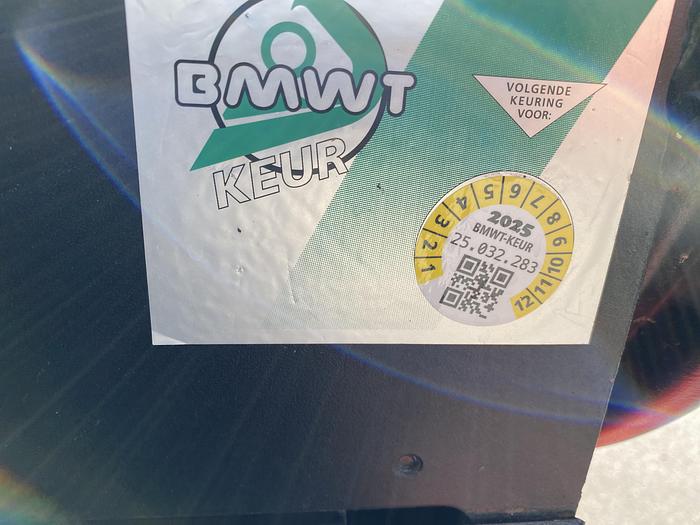 BMWT
KEUR
VOLGENDE
KEURING
VOOR:
1 2 3 4 5 6 7 8 9 10 11 12
2025
BMWT-KEUR
25.032.283